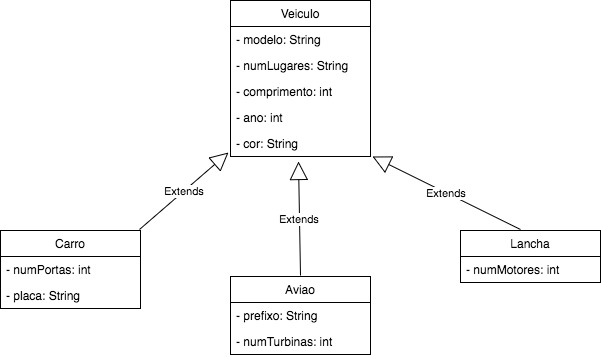 Veiculo
- modelo: String
- numLugares: String
- comprimento: int
- ano: int
- cor: String
Extends
Extends
Extends
Carro
- numPortas: int
- placa: String
Aviao
- prefixo: String
- numTurbinas: int
Lancha
- numMotores: int